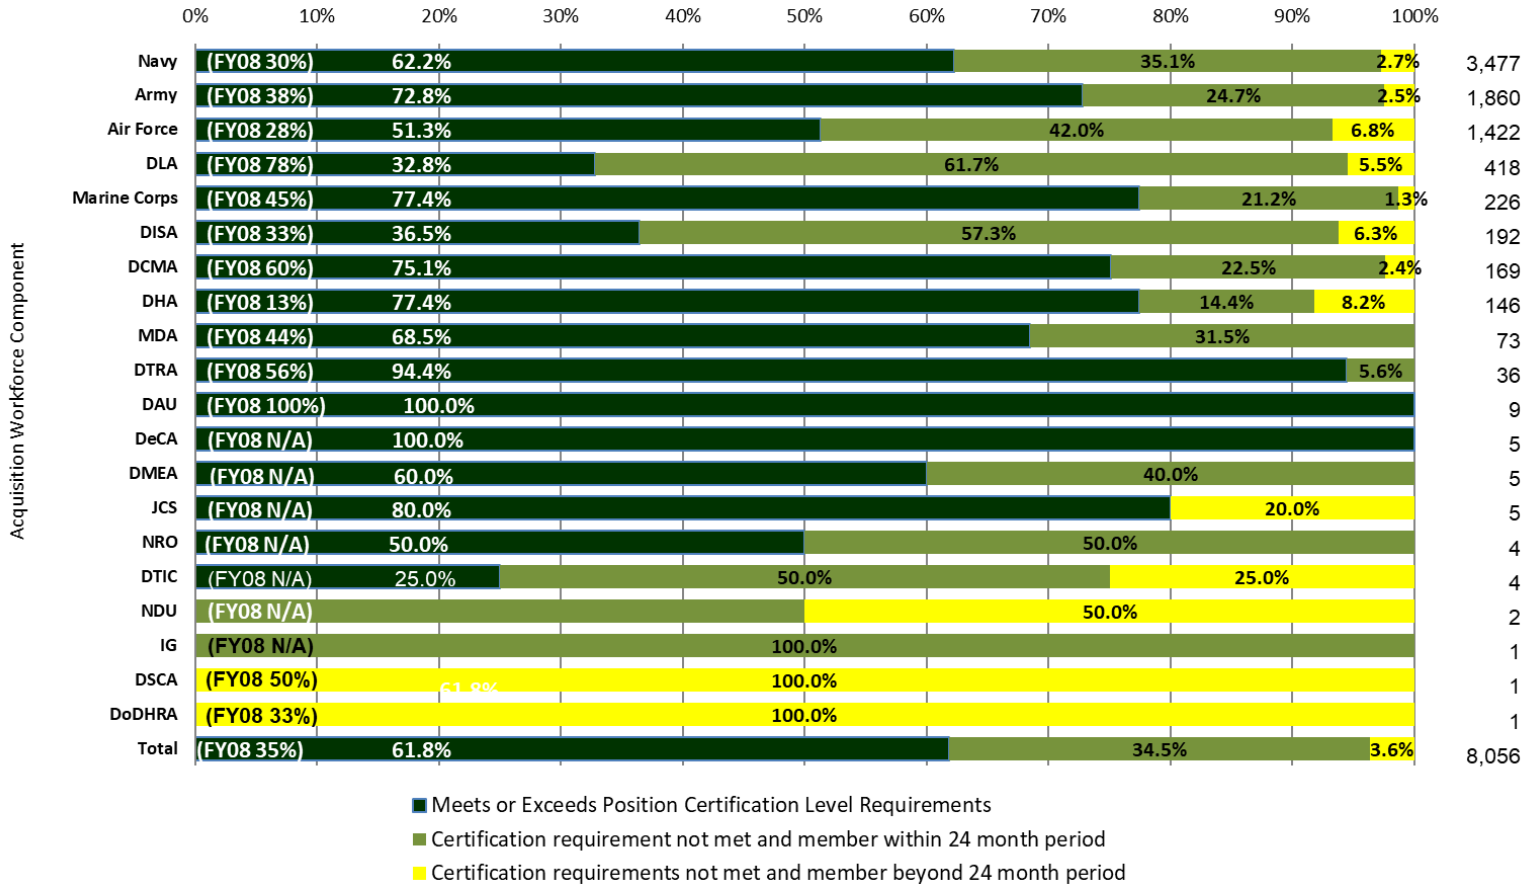 0% 10% 20% 30% 40% 50% 60% 70% 80% 90% 100%
Acquisition Workforce Component
Navy (FY08 30%) 62.2% 35.1% 2.7% 3,477
Army (FY08 38%) 72.8% 24.7% 2.5% 1,860
Air Force (FY08 28%) 51.3% 42.0% 6.8% 1,422
DLA (FY08 78%) 32.8% 61.7% 5.5% 418
Marine Corps (FY08 45%) 77.4% 21.2% 1.3% 226
DISA (FY08 33%) 36.5% 57.3% 6.3% 192
DCMA (FY08 60%) 75.1% 22.5% 2.4% 169
DHA (FY08 13%) 77.4% 14.4% 8.2% 146
MDA (FY08 44%) 68.5% 31.5% 73
DTRA (FY08 56%) 94.4% 5.6% 36
DAU (FY08 100%) 100.0% 9
DeCA (FY08 N/A) 100.0% 5
DMEA (FY08 N/A) 60.0% 40.0% 5
JCS (FY08 N/A) 80.0% 20.0% 5
NRO (FY08 N/A) 50.0% 50.0% 4
DTIC (FY08 N/A) 25.0% 50.0% 25.0% 4
NDU (FY08 N/A) 50.0% 2
IG (FY08 N/A) 100.0% 1
DSCA (FY08 50%) 100.0% 1
61.8%
DoDHRA (FY08 33%) 100.0% 1
Total (FY08 35%) 61.8% 34.5% 3.6% 8,056
Meets or Exceeds Position Certification Level Requirements
Certification requirement not met and member within 24 month period
Certification requirements not met and member beyond 24 month period